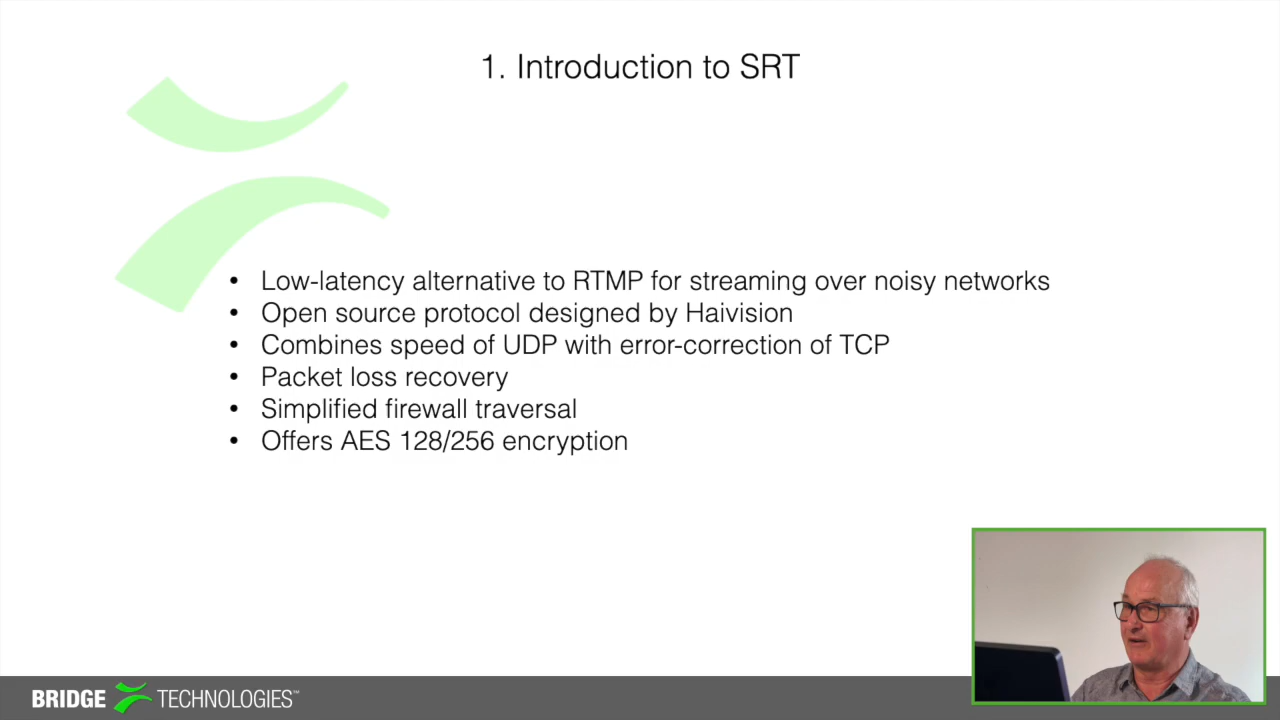 1. Introduction to SRT
• Low-latency alternative to RTMP for streaming over noisy networks
• Open source protocol designed by Haivision
• Combines speed of UDP with error-correction of TCP
• Packet loss recovery
• Simplified firewall traversal
• Offers AES 128/256 encryption
BRIDGE TECHNOLOGIES™